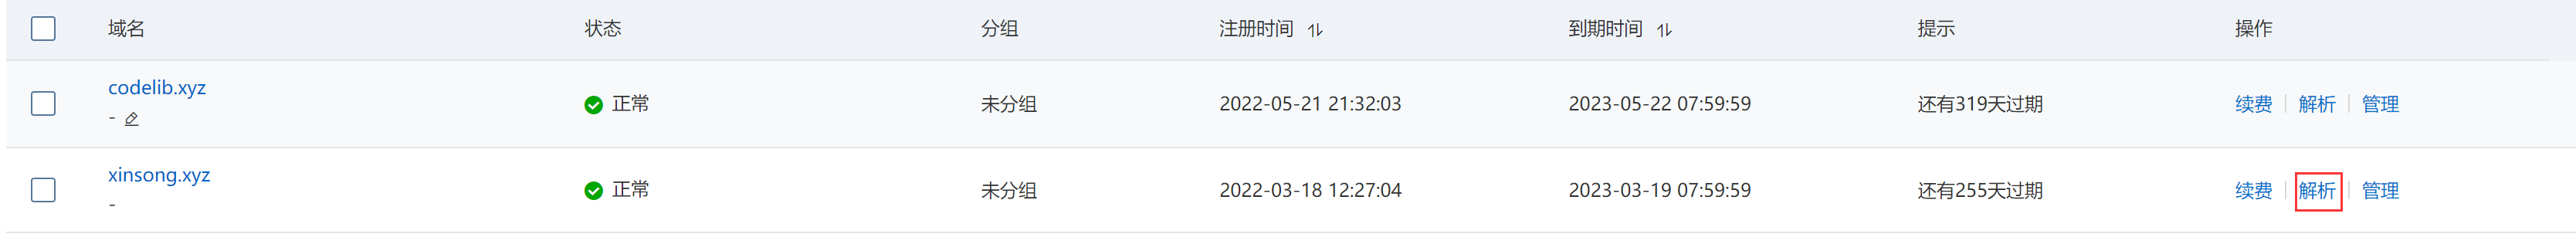 域名 状态 分组 注册时间 到期时间 提示 操作
codelib.xyz
- 正常 未分组 2022-05-21 21:32:03 2023-05-22 07:59:59 还有319天过期 续费 解析 管理
xinsong.xyz
- 正常 未分组 2022-03-18 12:27:04 2023-03-19 07:59:59 还有255天过期 续费 解析 管理